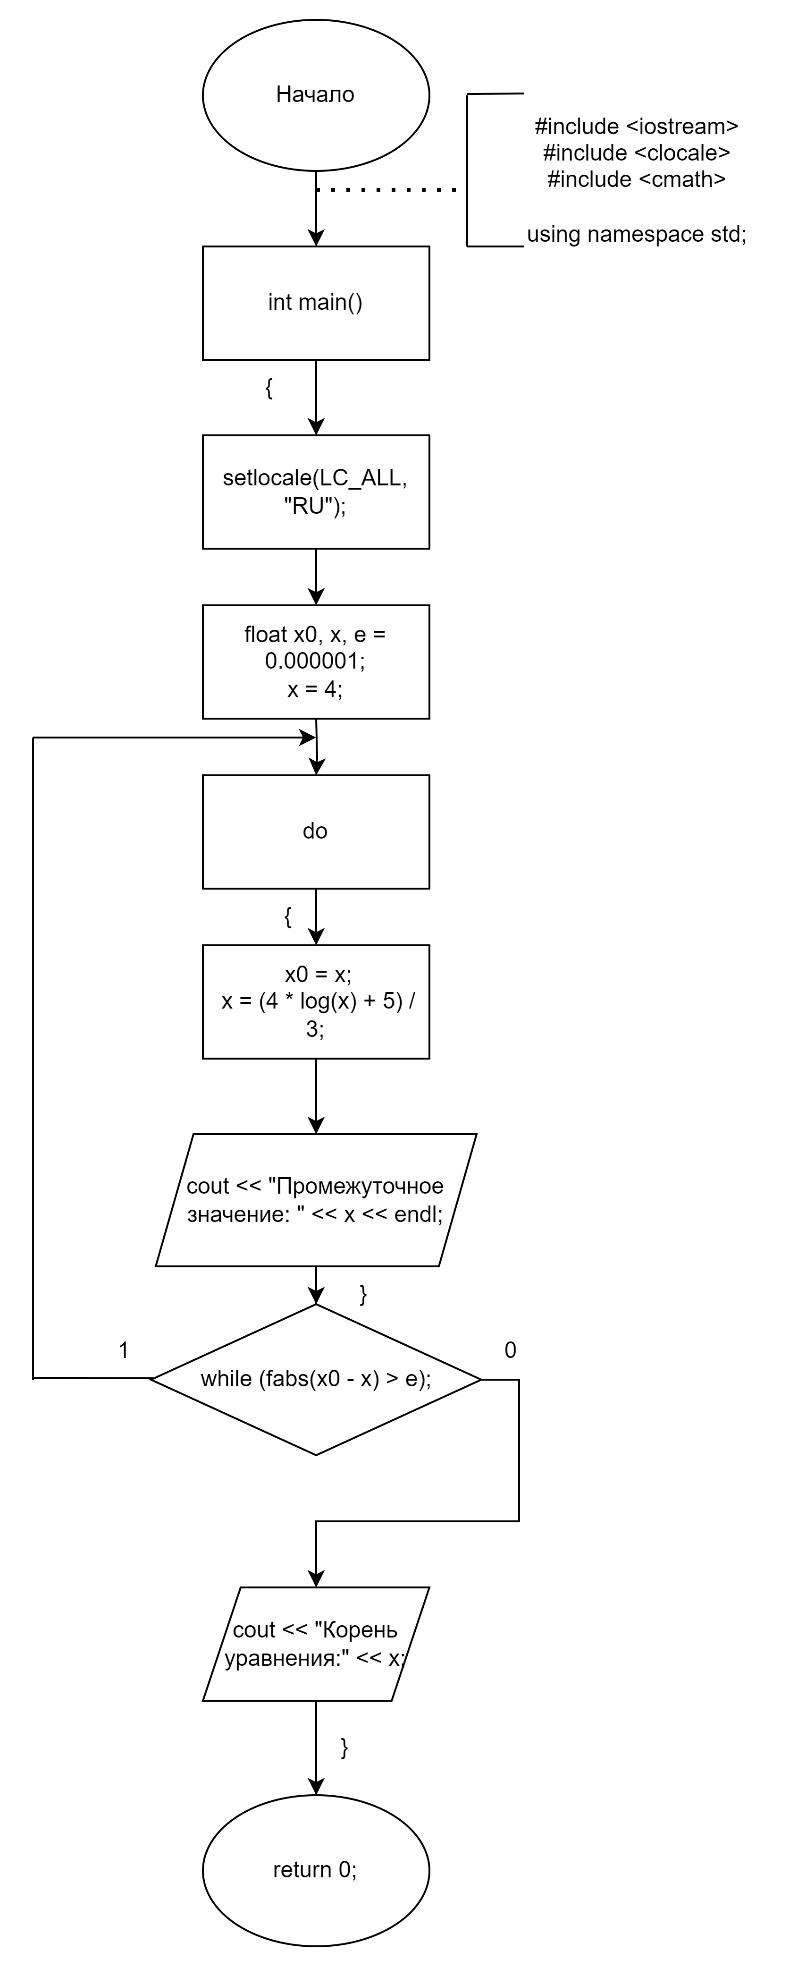 Начало
#include <iostream>
#include <clocale>
#include <cmath>
using namespace std;
int main()
{
setlocale(LC_ALL,
"RU");
float x0, x, e =
0.000001;
x = 4;
do
{
x0 = x;
x = (4 * log(x) + 5) /
3;
cout << "Промежуточное
значение: " << x << endl;
}
1
0
while (fabs(x0 - x) > e);
cout << "Корень
уравнения:" << x;
}
return 0;